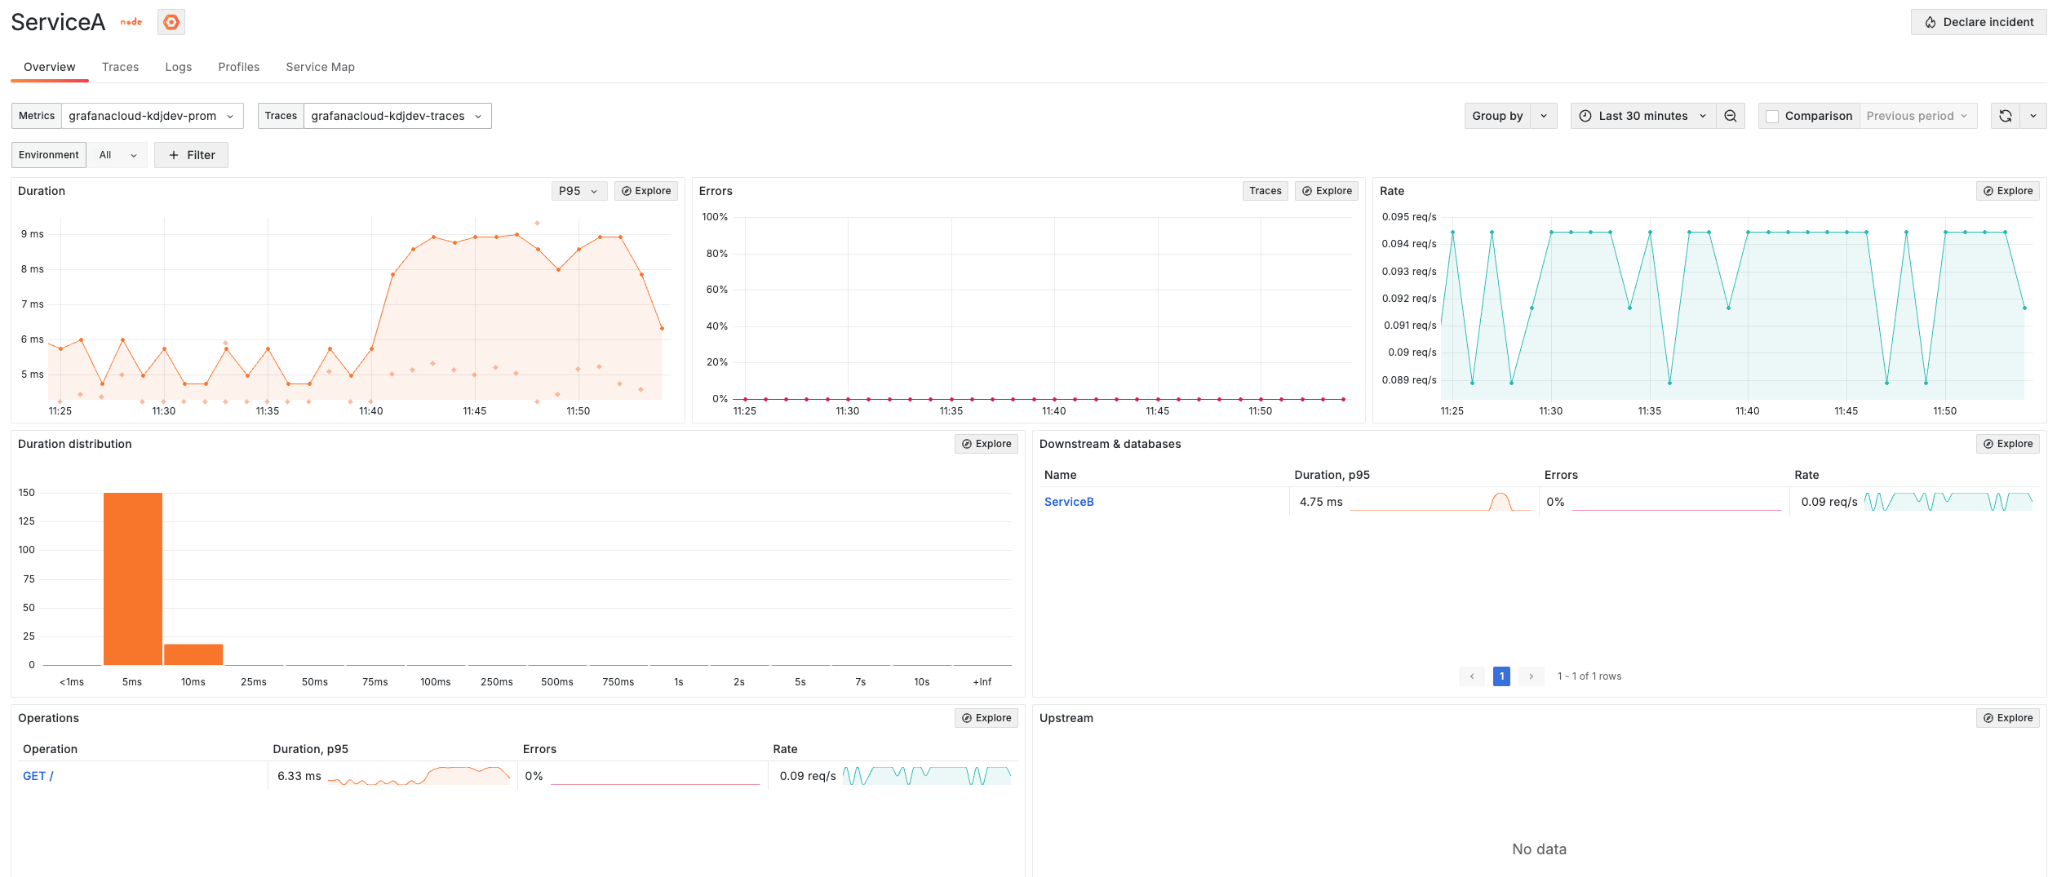 ServiceA node
Declare incident
Overview Traces Logs Profiles Service Map
Metrics grafanacloud-kdjdev-prom Traces grafanacloud-kdjdev-traces Group by Last 30 minutes Comparison Previous period
Environment All + Filter
Duration P95 Explore
9 ms
8 ms
7 ms
6 ms
5 ms
11:25 11:30 11:35 11:40 11:45 11:50
Errors Traces Explore
100%
80%
60%
40%
20%
0%
11:25 11:30 11:35 11:40 11:45 11:50
Rate Explore
0.095 req/s
0.094 req/s
0.093 req/s
0.092 req/s
0.091 req/s
0.09 req/s
0.089 req/s
11:25 11:30 11:35 11:40 11:45 11:50
Duration distribution Explore
150
125
100
75
50
25
0
<1ms 5ms 10ms 25ms 50ms 75ms 100ms 250ms 500ms 750ms 1s 2s 5s 7s 10s +Inf
Downstream & databases Explore
Name Duration, p95 Errors Rate
ServiceB 4.75 ms 0% 0.09 req/s
1 1 - 1 of 1 rows
Operations Explore
Operation Duration, p95 Errors Rate
GET / 6.33 ms 0% 0.09 req/s
Upstream Explore
No data